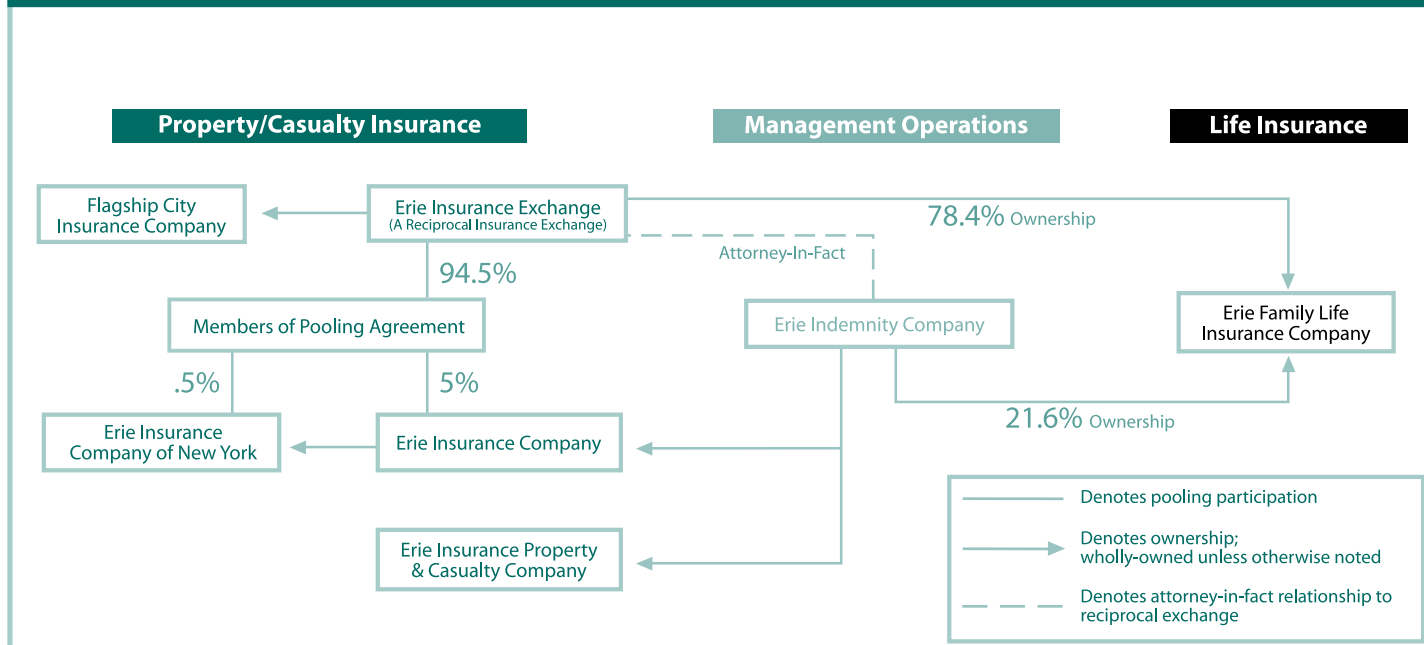 Property/Casualty Insurance
Management Operations
Life Insurance
Flagship City
Insurance Company
Erie Insurance Exchange
(A Reciprocal Insurance Exchange)
78.4% Ownership
Attorney-In-Fact
94.5%
Members of Pooling Agreement
Erie Indemnity Company
Erie Family Life
Insurance Company
.5%
5%
21.6% Ownership
Erie Insurance
Company of New York
Erie Insurance Company
Erie Insurance Property
& Casualty Company
Denotes pooling participation
Denotes ownership;
wholly-owned unless otherwise noted
Denotes attorney-in-fact relationship to
reciprocal exchange